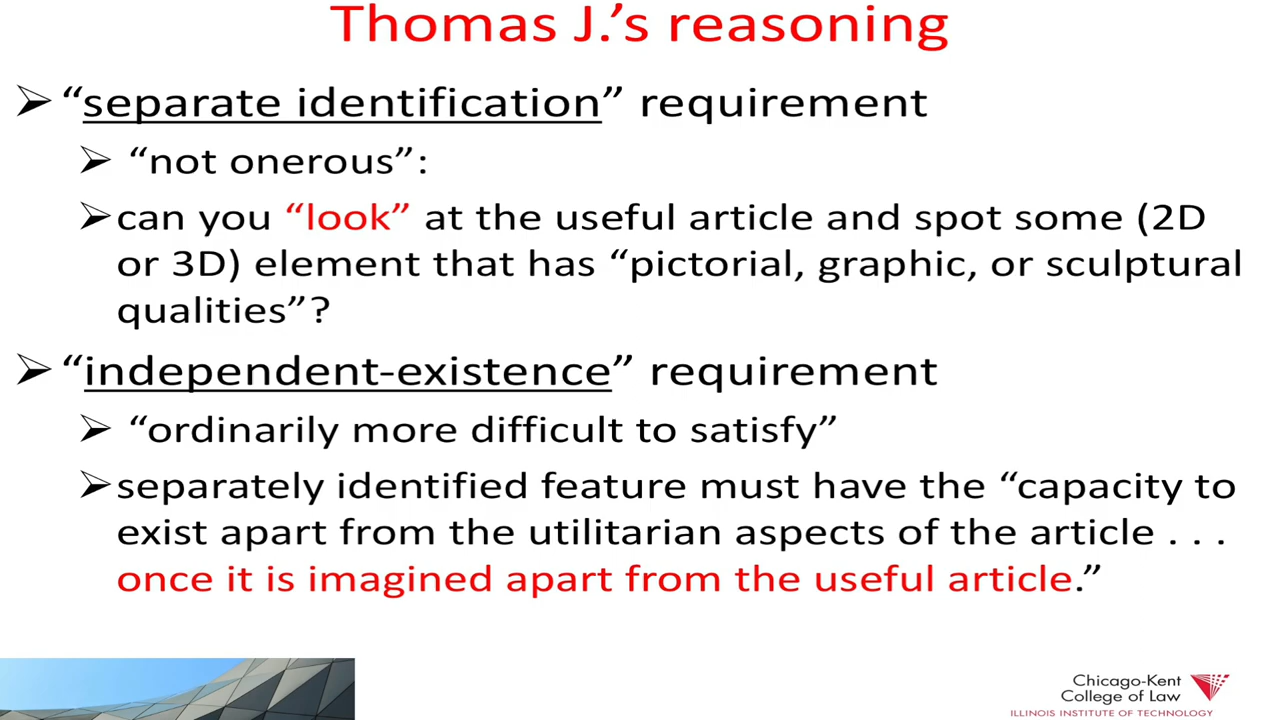 Thomas J.’s reasoning
➢ “separate identification” requirement
➢ “not onerous”:
➢ can you “look” at the useful article and spot some (2D
or 3D) element that has “pictorial, graphic, or sculptural
qualities”?
➢ “independent-existence” requirement
➢ “ordinarily more difficult to satisfy”
➢ separately identified feature must have the “capacity to
exist apart from the utilitarian aspects of the article . . .
once it is imagined apart from the useful article.”
Chicago-Kent
College of Law
ILLINOIS INSTITUTE OF TECHNOLOGY